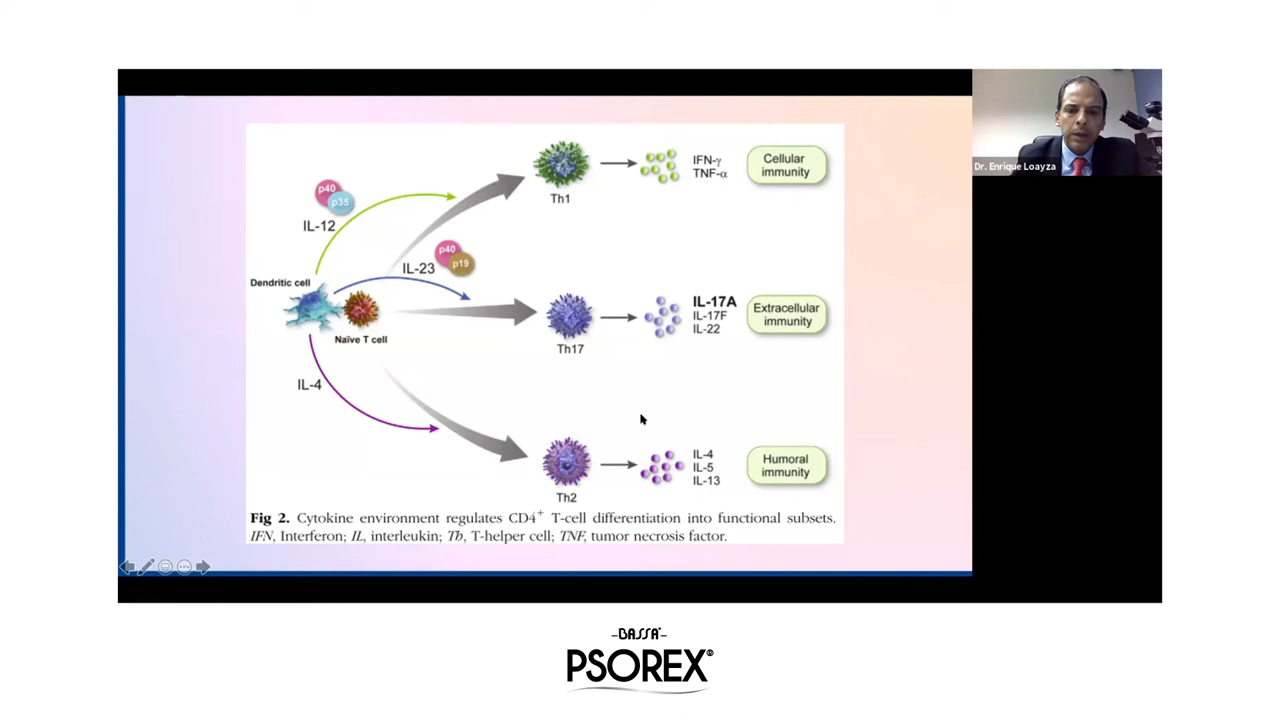 Dr. Enrique Loayza
p40
p35
IL-12
p40
p19
IL-23
Dendritic cell
Naïve T cell
IL-4
Th1
IFN-γ
TNF-α
Cellular
immunity
Th17
IL-17A
IL-17F
IL-22
Extracellular
immunity
Th2
IL-4
IL-5
IL-13
Humoral
immunity
Fig 2. Cytokine environment regulates CD4⁺ T-cell differentiation into functional subsets.
IFN, Interferon; IL, interleukin; Th, T-helper cell; TNF, tumor necrosis factor.
–BASSA–
PSOREX®